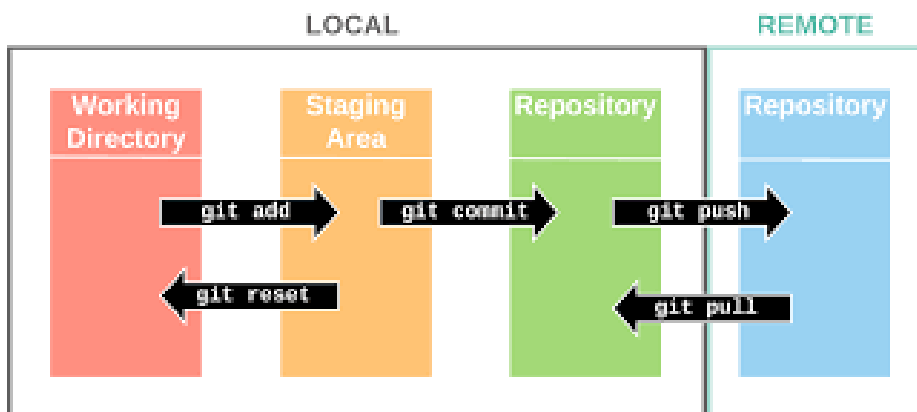 LOCAL
REMOTE
Working
Directory
Staging
Area
Repository
Repository
git add
git commit
git push
git reset
git pull